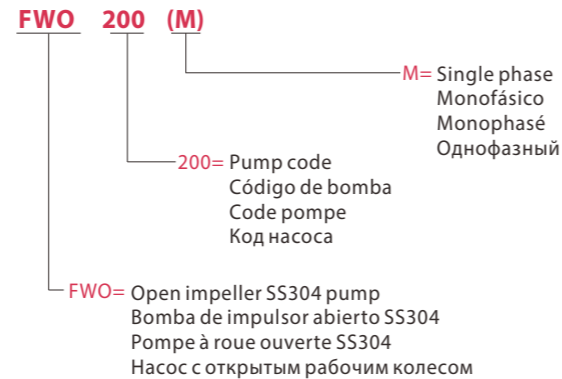 FWO 200 (M)
M= Single phase
Monofásico
Monophasé
Однофазный
200= Pump code
Código de bomba
Code pompe
Код насоса
FWO= Open impeller SS304 pump
Bomba de impulsor abierto SS304
Pompe à roue ouverte SS304
Насос с открытым рабочим колесом